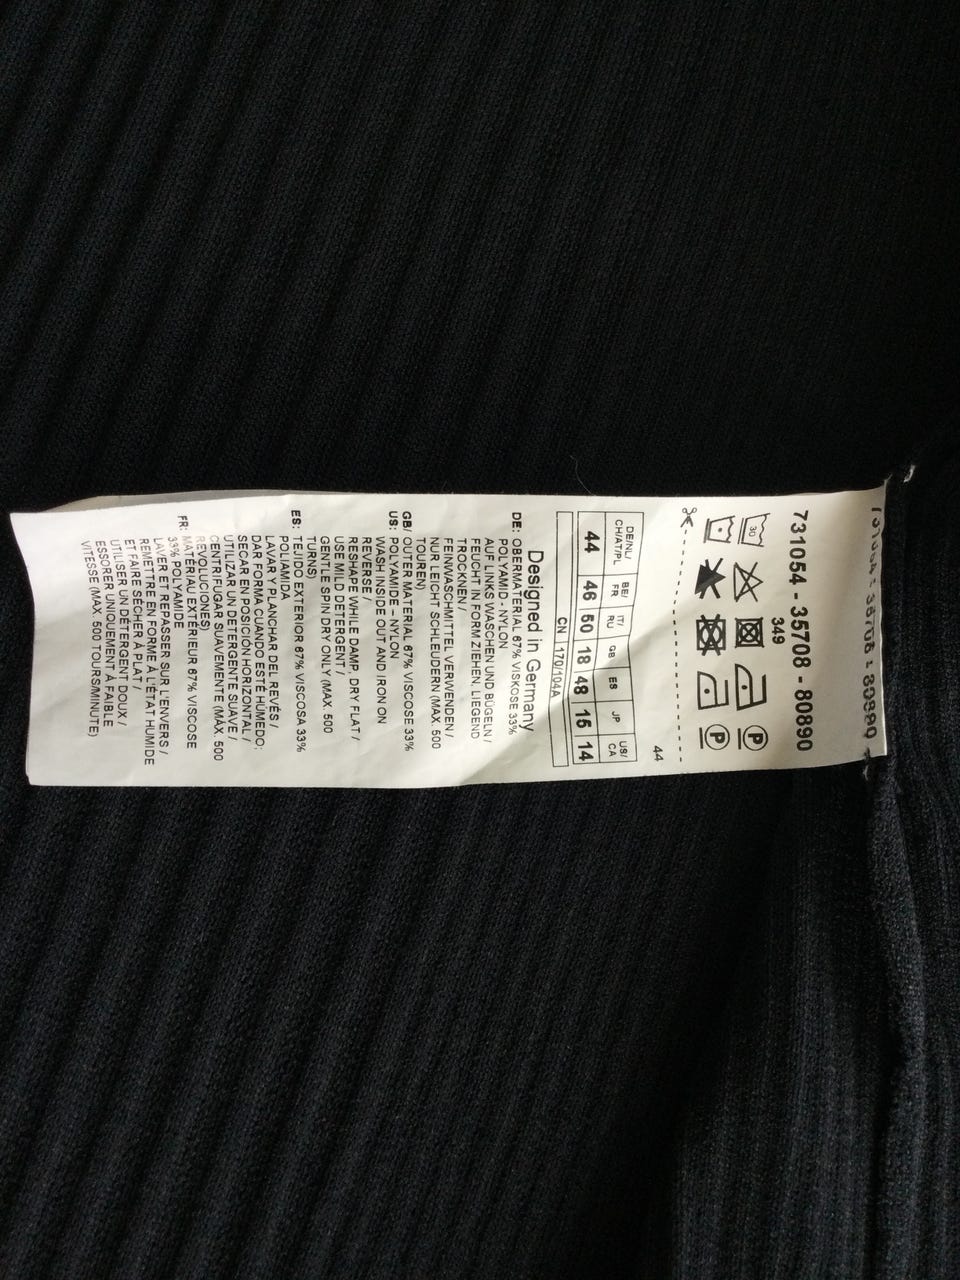 731054 - 35708 - 80890
349
30
P
P
44
DE/NL/ CH/AT/PL BE/ FR IT/ RU GB ES JP US/ CA
44 46 50 18 48 15 14
CN 170/104A
Designed in Germany
DE: OBERMATERIAL 67% VISKOSE 33%
POLYAMID - NYLON
AUF LINKS WASCHEN UND BÜGELN /
FEUCHT IN FORM ZIEHEN, LIEGEND
TROCKNEN /
FEINWASCHMITTEL VERWENDEN /
NUR LEICHT SCHLEUDERN (MAX. 500
TOUREN)
GB/ OUTER MATERIAL 67% VISCOSE 33%
US: POLYAMIDE - NYLON
WASH INSIDE OUT AND IRON ON
REVERSE /
RESHAPE WHILE DAMP, DRY FLAT /
USE MILD DETERGENT /
GENTLE SPIN DRY ONLY (MAX. 500
TURNS)
ES: TEJIDO EXTERIOR 67% VISCOSA 33%
POLIAMIDA
LAVAR Y PLANCHAR DEL REVÉS /
DAR FORMA CUANDO ESTÉ HÚMEDO;
SECAR EN POSICIÓN HORIZONTAL /
UTILIZAR UN DETERGENTE SUAVE /
CENTRIFUGAR SUAVEMENTE (MÁX. 500
REVOLUCIONES)
FR: MATÉRIAU EXTÉRIEUR 67% VISCOSE
33% POLYAMIDE
LAVER ET REPASSER SUR L'ENVERS /
REMETTRE EN FORME À L'ÉTAT HUMIDE
ET FAIRE SÉCHER À PLAT /
UTILISER UN DÉTERGENT DOUX /
ESSORER UNIQUEMENT À FAIBLE
VITESSE (MAX. 500 TOURS/MINUTE)